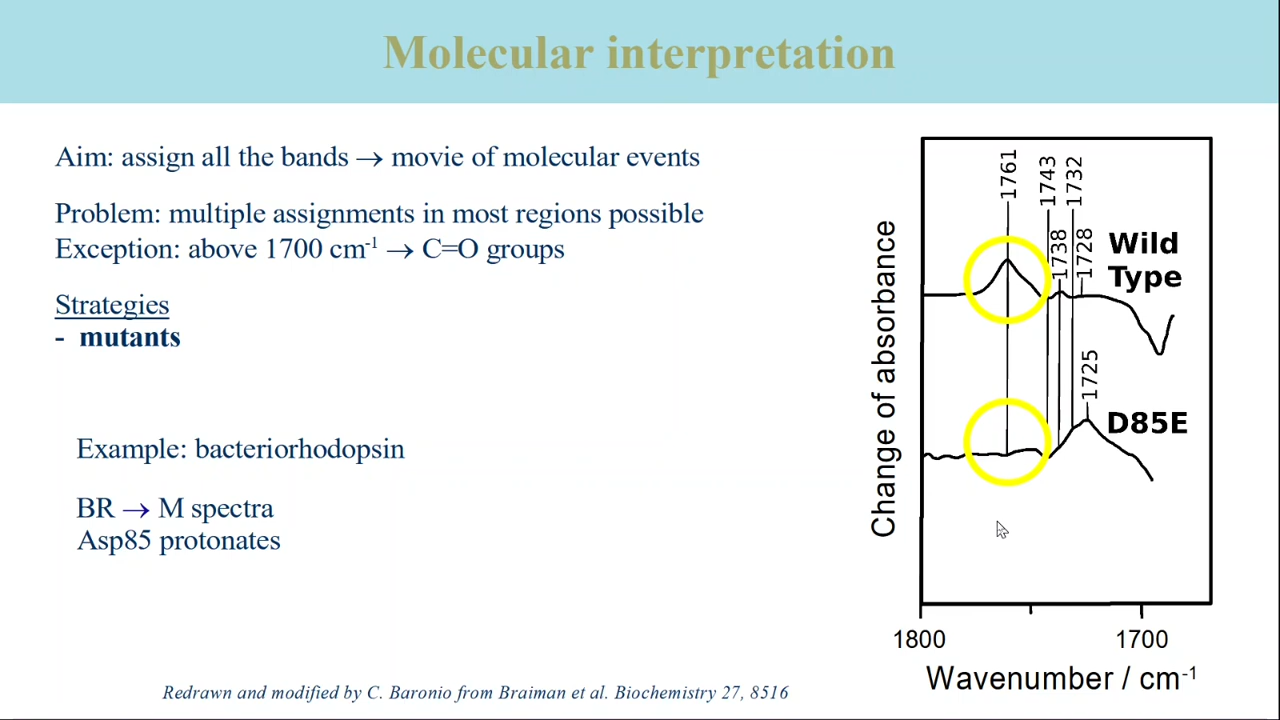 Molecular interpretation
Aim: assign all the bands → movie of molecular events
Problem: multiple assignments in most regions possible
Exception: above 1700 cm⁻¹ → C=O groups
Strategies
- mutants
Example: bacteriorhodopsin
BR → M spectra
Asp85 protonates
Redrawn and modified by C. Baronio from Braiman et al. Biochemistry 27, 8516
Change of absorbance
1761
1743
1738
1732
1728
Wild
Type
1725
D85E
1800
1700
Wavenumber / cm⁻¹